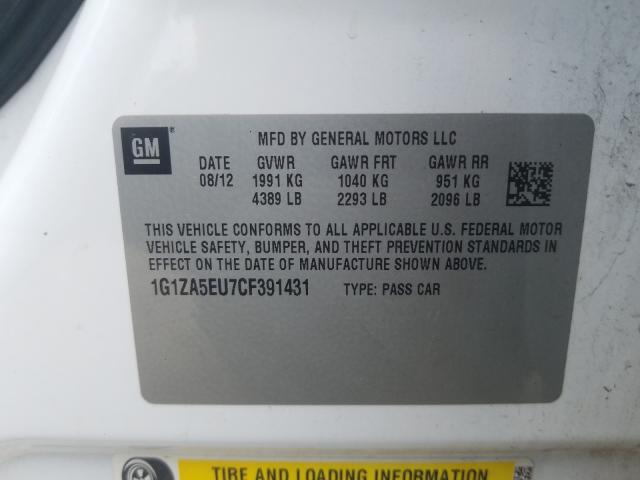 GM ®
MFD BY GENERAL MOTORS LLC
DATE GVWR GAWR FRT GAWR RR
08/12 1991 KG 1040 KG 951 KG
4389 LB 2293 LB 2096 LB
THIS VEHICLE CONFORMS TO ALL APPLICABLE U.S. FEDERAL MOTOR
VEHICLE SAFETY, BUMPER, AND THEFT PREVENTION STANDARDS IN
EFFECT ON THE DATE OF MANUFACTURE SHOWN ABOVE.
1G1ZA5EU7CF391431 TYPE: PASS CAR
TIRE AND LOADING INFORMATION